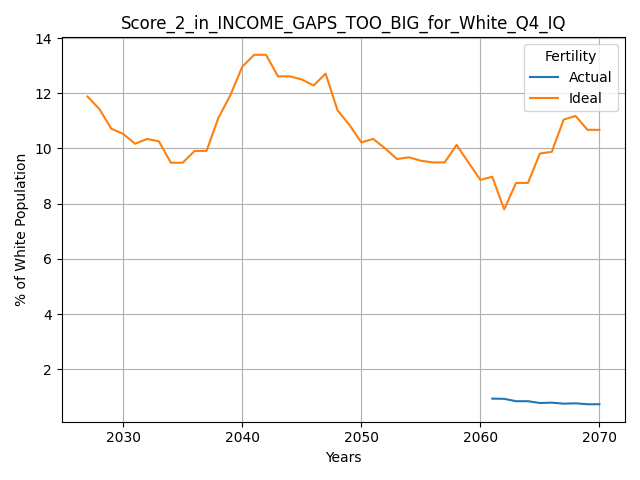 Score_2_in_INCOME_GAPS_TOO_BIG_for_White_Q4_IQ
Fertility
Actual
Ideal
% of White Population
14
12
10
8
6
4
2
2030 2040 2050 2060 2070
Years